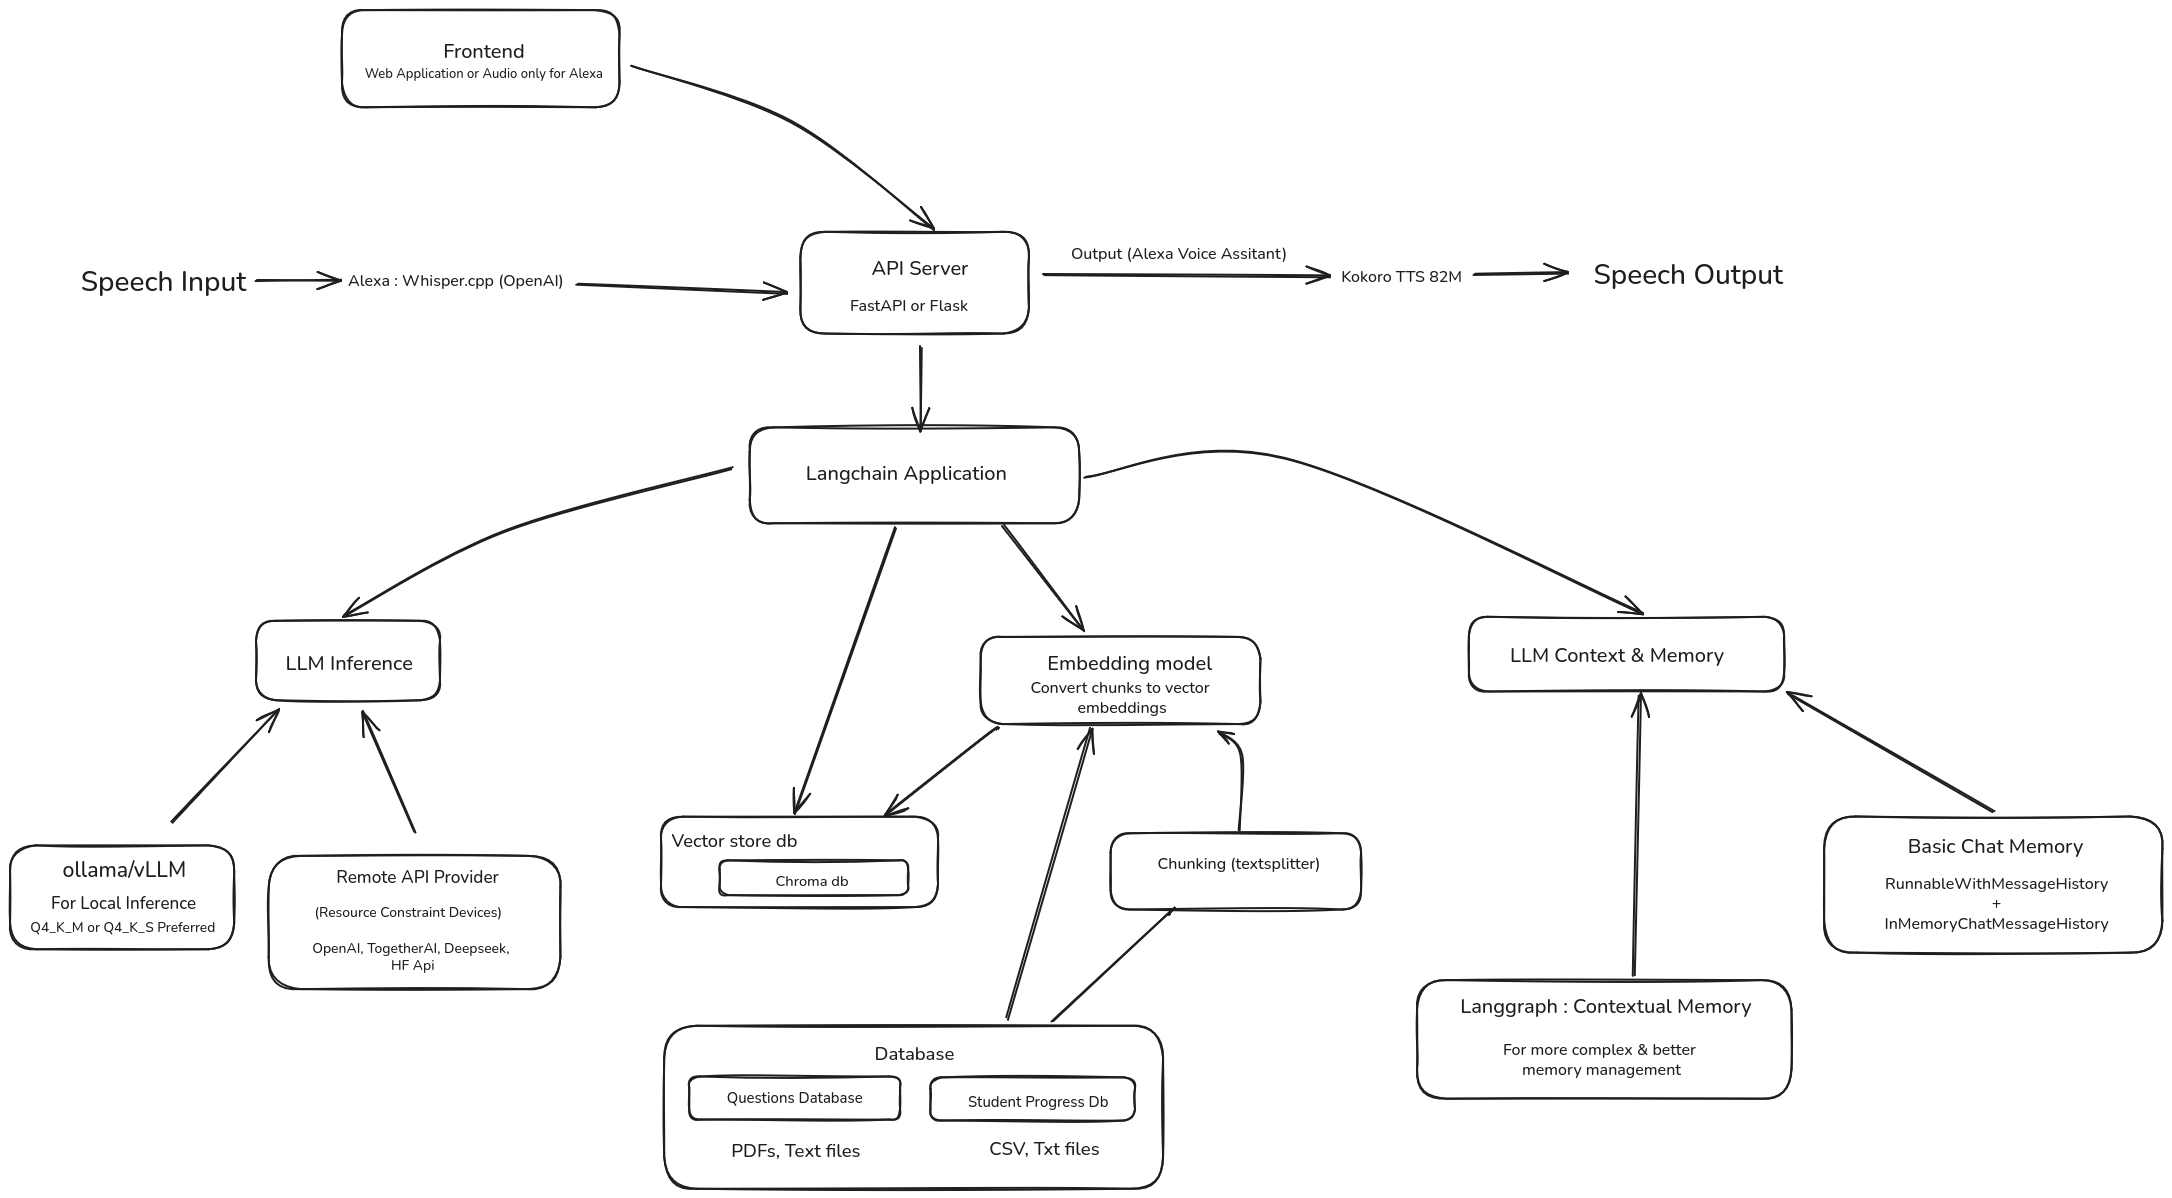 Frontend
Web Application or Audio only for Alexa
Speech Input
Alexa : Whisper.cpp (OpenAI)
API Server
FastAPI or Flask
Output (Alexa Voice Assitant)
Kokoro TTS 82M
Speech Output
Langchain Application
LLM Inference
Embedding model
Convert chunks to vector
embeddings
LLM Context & Memory
ollama/vLLM
For Local Inference
Q4_K_M or Q4_K_S Preferred
Remote API Provider
(Resource Constraint Devices)
OpenAI, TogetherAI, Deepseek,
HF Api
Vector store db
Chroma db
Chunking (textsplitter)
Basic Chat Memory
RunnableWithMessageHistory
+
InMemoryChatMessageHistory
Langgraph : Contextual Memory
For more complex & better
memory management
Database
Questions Database
Student Progress Db
PDFs, Text files
CSV, Txt files